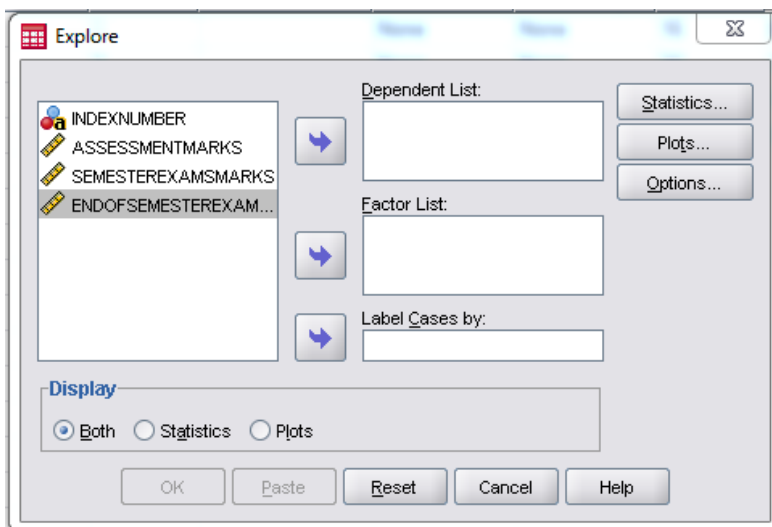 Explore
Dependent List:
Statistics...
INDEXNUMBER
ASSESSMENTMARKS
Plots...
SEMESTEREXAMSMARKS
Options...
ENDOFSEMESTEREXAM...
Factor List:
Label Cases by:
Display
Both Statistics Plots
OK Paste Reset Cancel Help